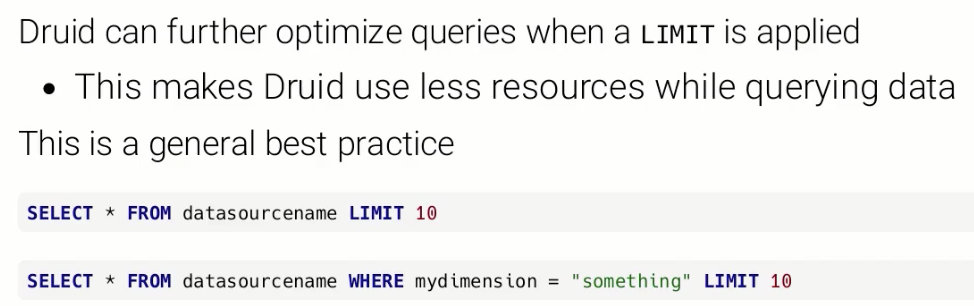 Druid can further optimize queries when a LIMIT is applied
• This makes Druid use less resources while querying data
This is a general best practice
SELECT * FROM datasourcename LIMIT 10
SELECT * FROM datasourcename WHERE mydimension = "something" LIMIT 10